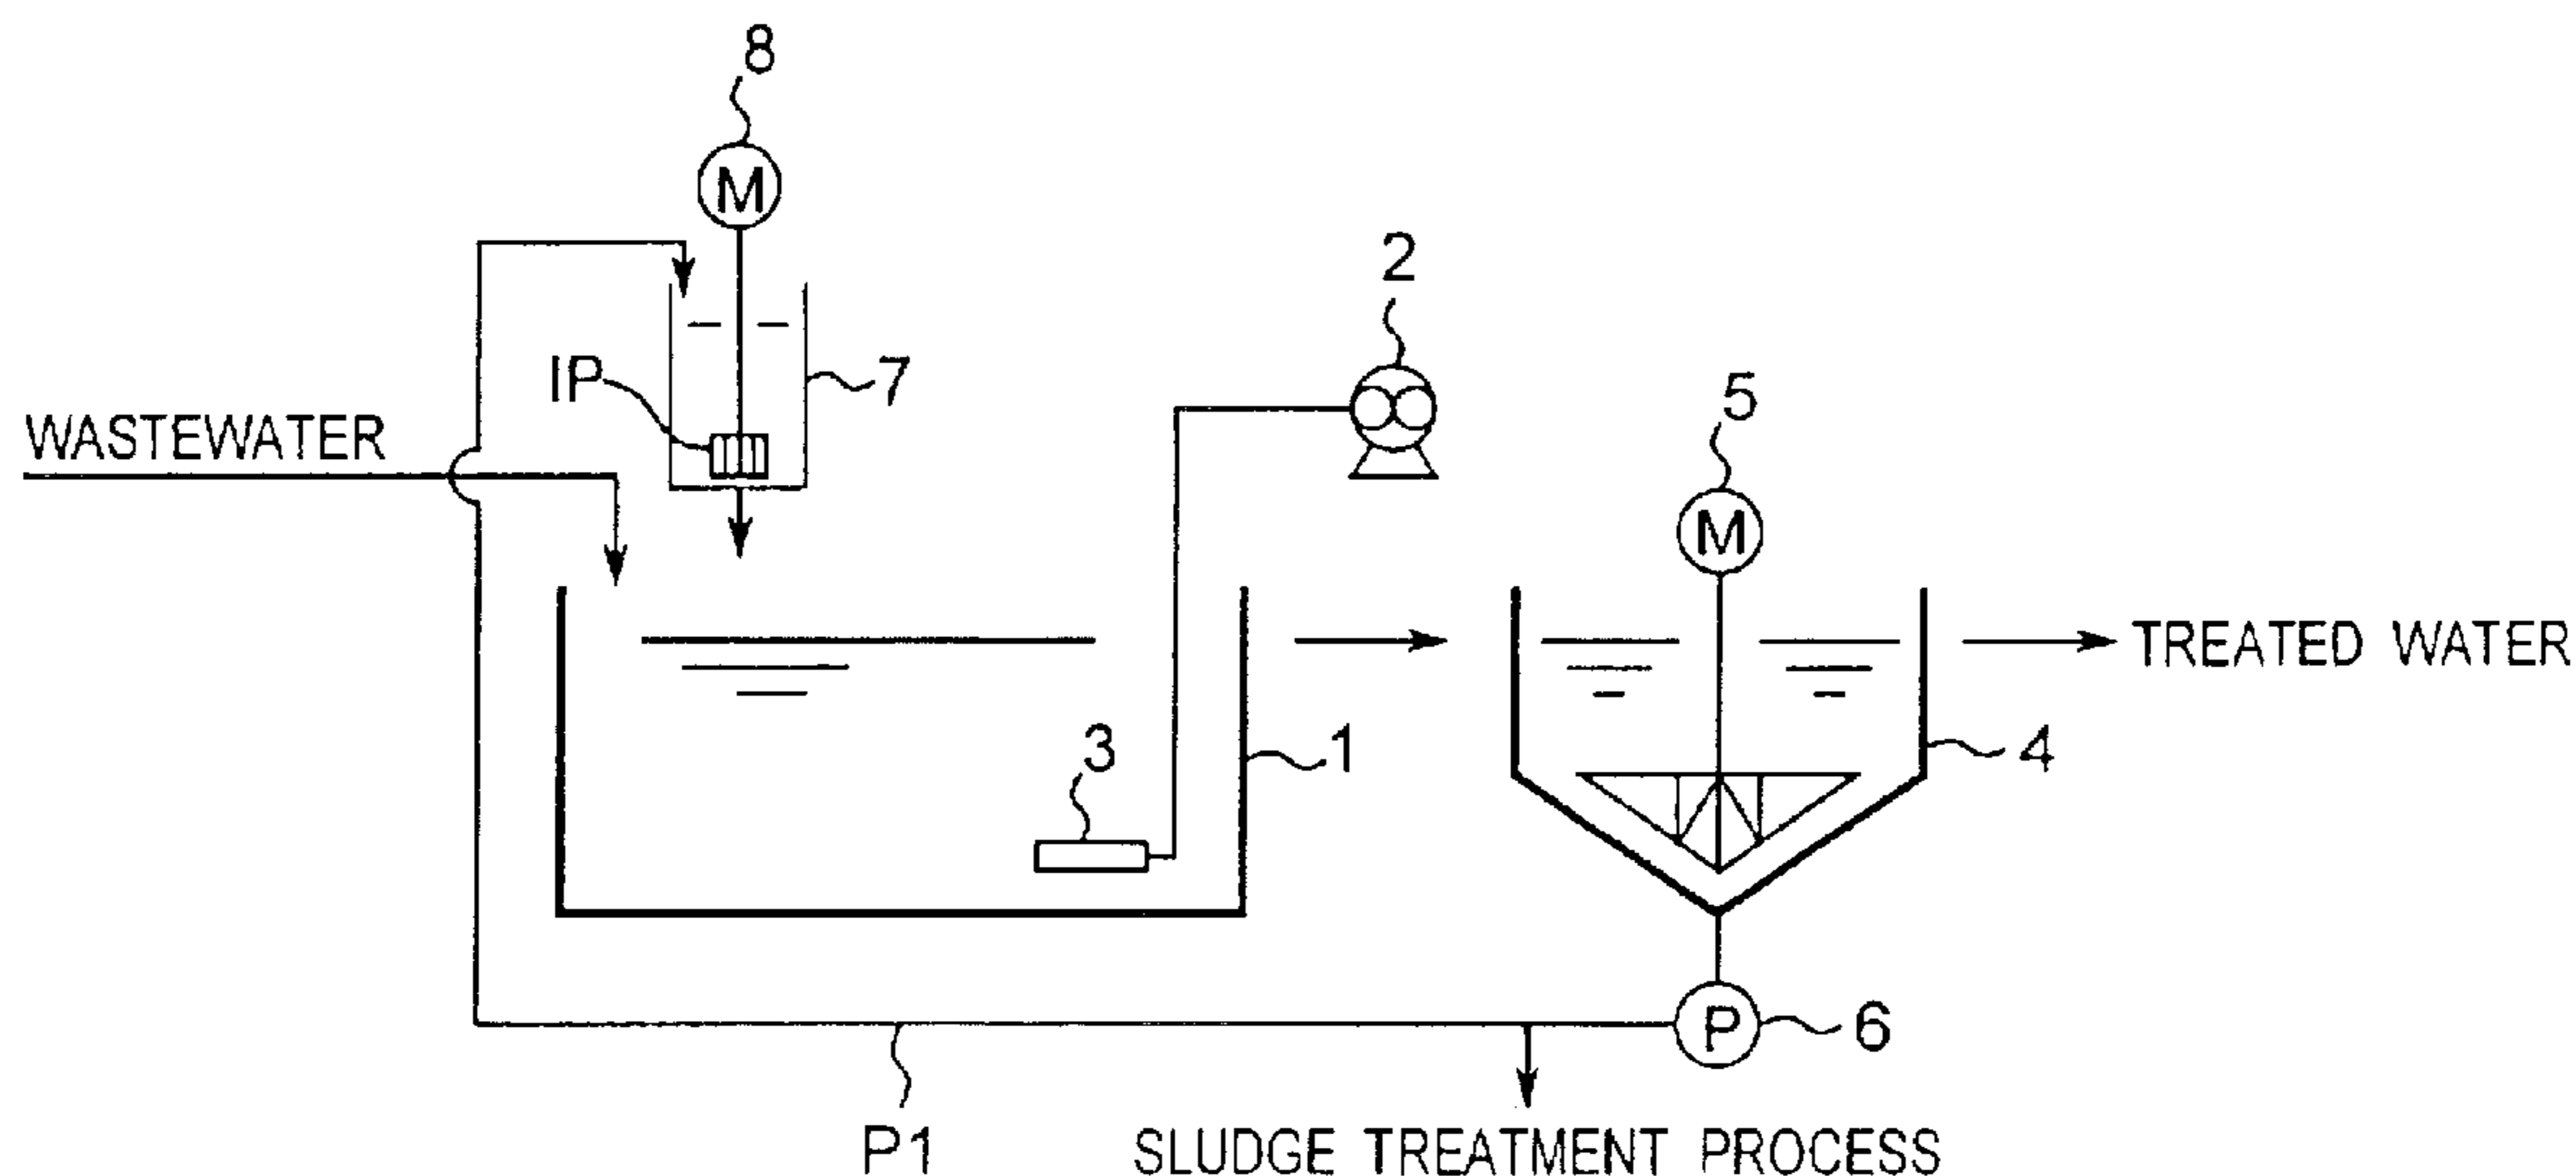 8
M
2
IP
7
5
WASTEWATER
M
TREATED WATER
3
1
4
P
6
P1
SLUDGE TREATMENT PROCESS